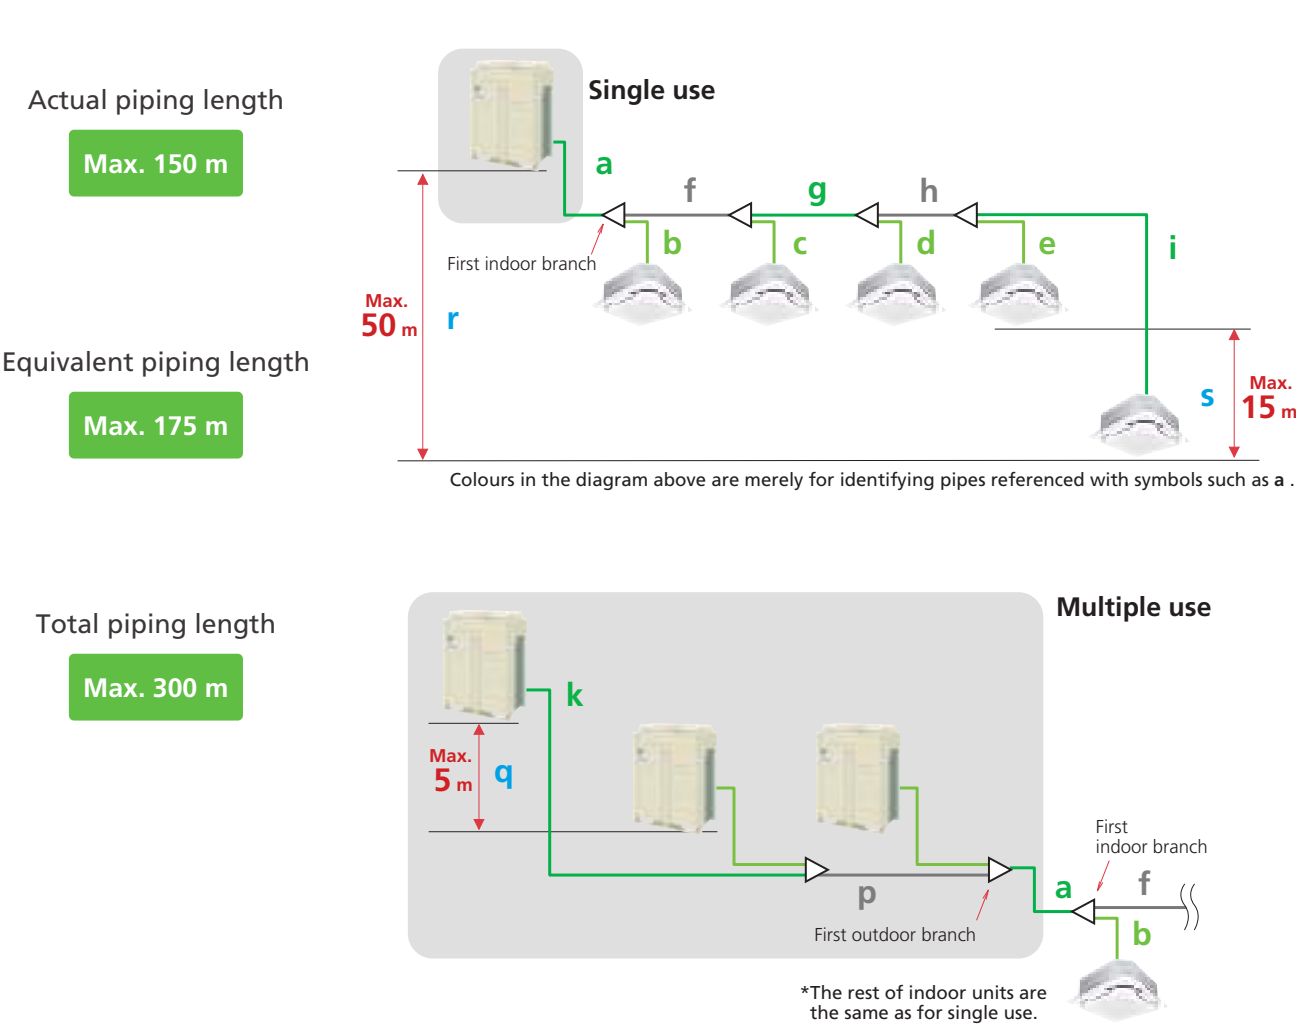 Actual piping length
Max. 150 m
Equivalent piping length
Max. 175 m
Total piping length
Max. 300 m
Single use
a
f
g
h
b
c
d
e
i
First indoor branch
Max.
50 m
r
s
Max.
15 m
Colours in the diagram above are merely for identifying pipes referenced with symbols such as a .
Multiple use
k
Max.
5 m
q
p
First outdoor branch
First
indoor branch
a
f
b
*The rest of indoor units are
the same as for single use.